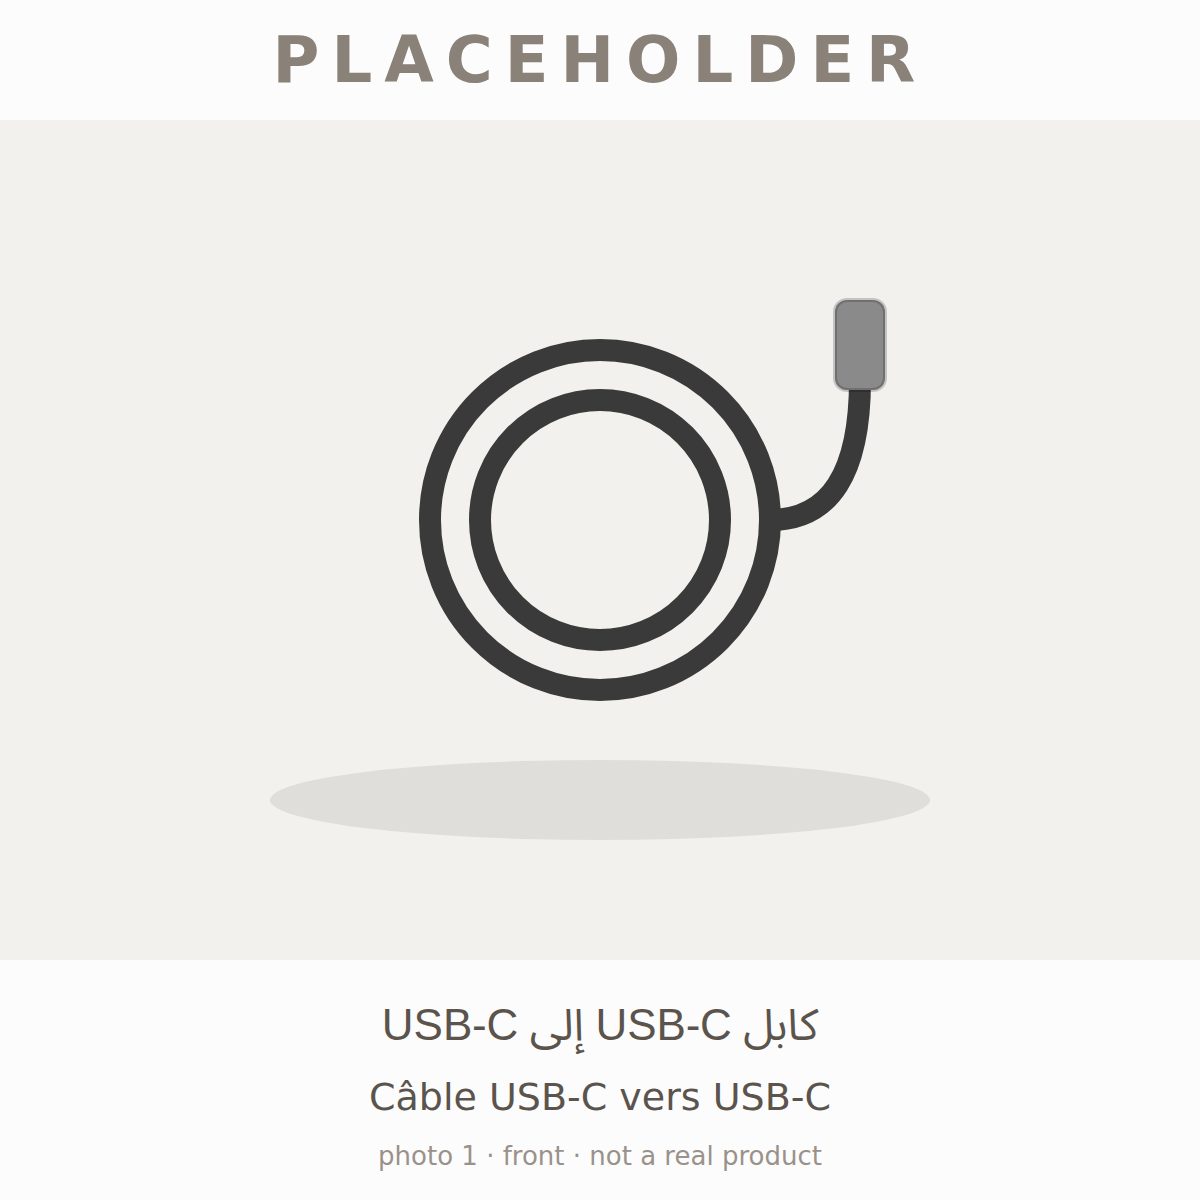 PLACEHOLDER
كابل USB-C إلى USB-C
Câble USB-C vers USB-C
photo 1 · front · not a real product